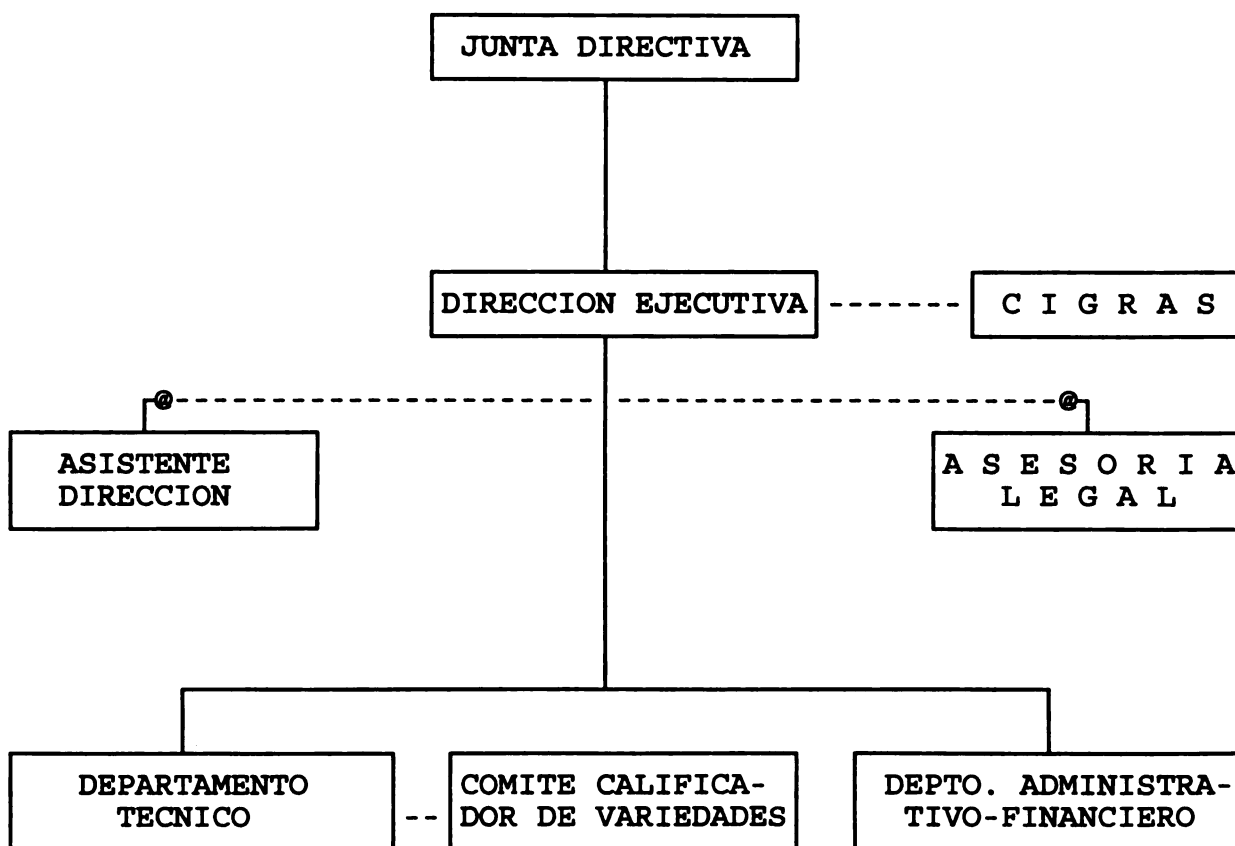 JUNTA DIRECTIVA
DIRECCION EJECUTIVA
C I G R A S
ASISTENTE
DIRECCION
A S E S O R I A
L E G A L
DEPARTAMENTO
TECNICO
COMITE CALIFICA-
DOR DE VARIEDADES
DEPTO. ADMINISTRA-
TIVO-FINANCIERO